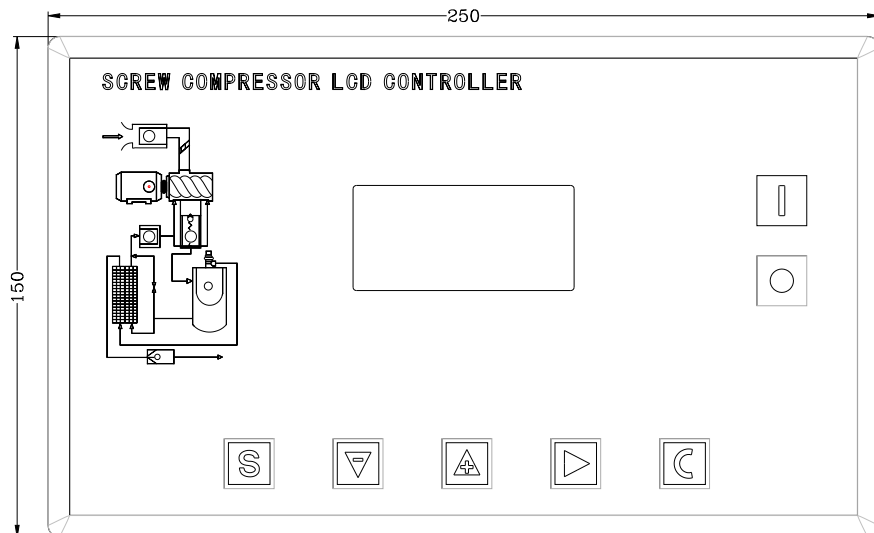 250
SCREW COMPRESSOR LCD CONTROLLER
150
S
C